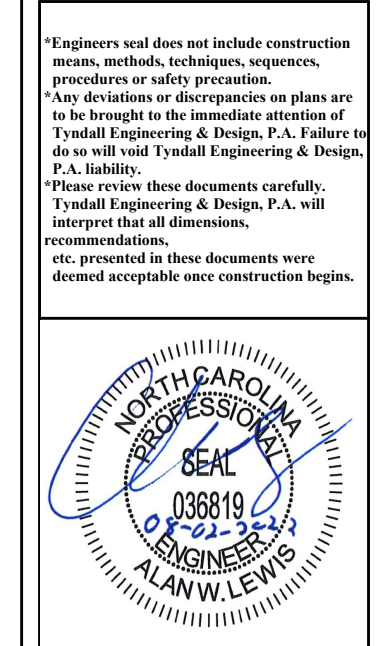 *Engineers seal does not include construction
means, methods, techniques, sequences,
procedures or safety precaution.
*Any deviations or discrepancies on plans are
to be brought to the immediate attention of
Tyndall Engineering & Design, P.A. Failure to
do so will void Tyndall Engineering & Design,
P.A. liability.
*Please review these documents carefully.
Tyndall Engineering & Design, P.A. will
interpret that all dimensions,
recommendations,
etc. presented in these documents were
deemed acceptable once construction begins.
NORTH CAROLINA
PROFESSIONAL
SEAL
036819
ENGINEER
ALAN W. LEWIS